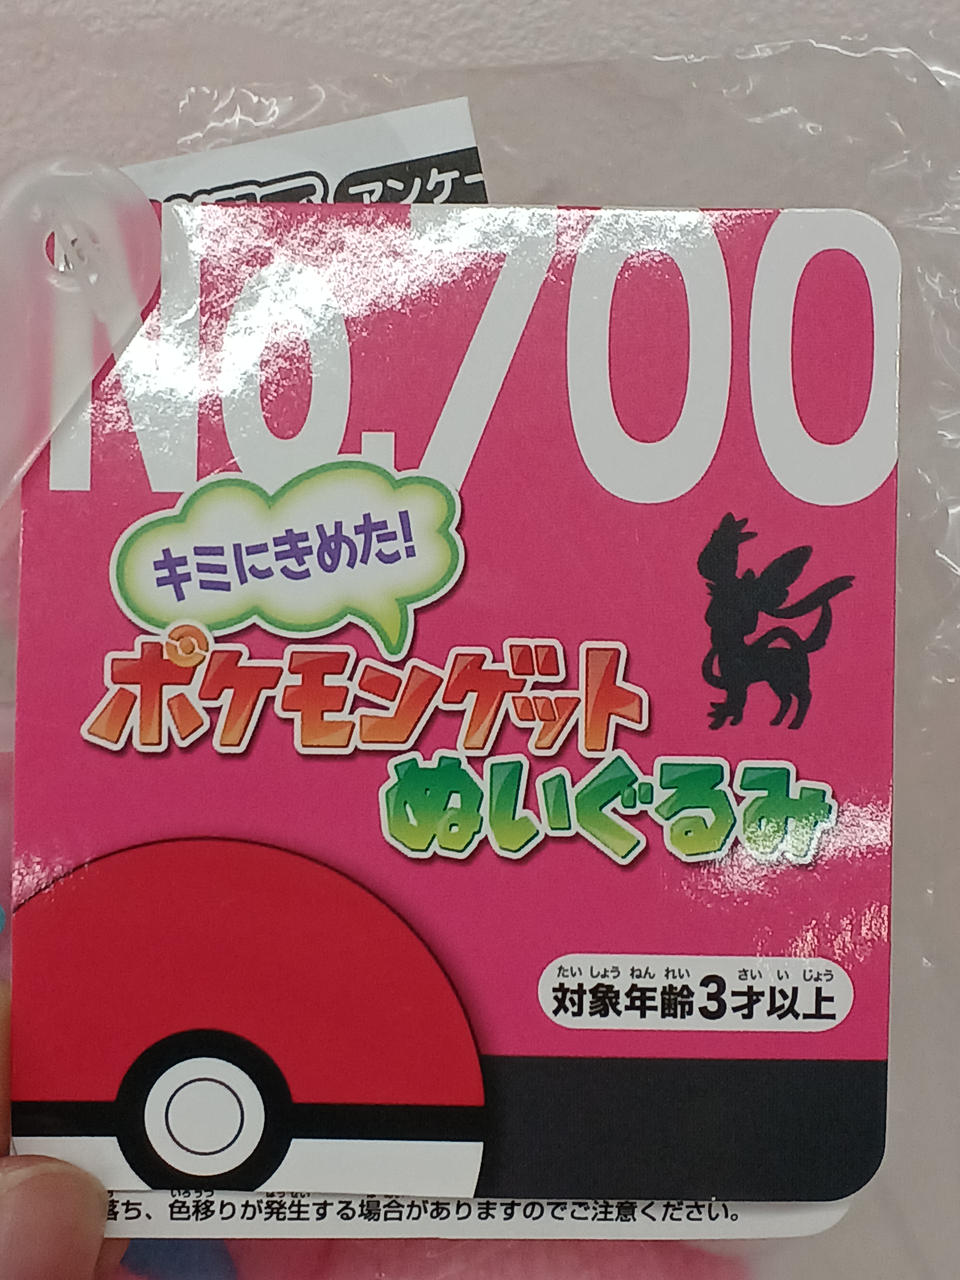 アンケー
No.700
キミにきめた!
ポケモンゲット
ぬいぐるみ
たい しょう ねん れい さい い じょう
対象年齢3才以上
落ち、色移りが発生する場合がありますのでご注意ください。